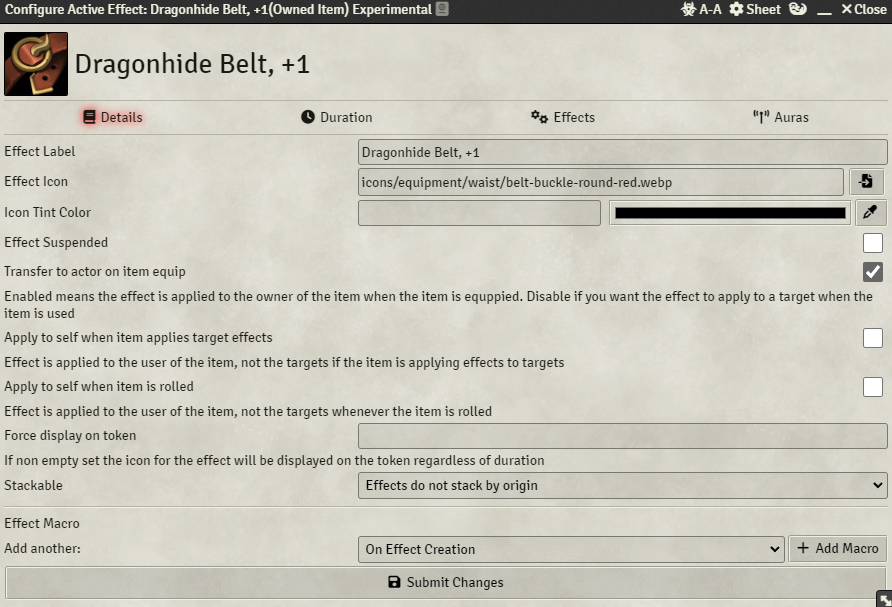 Configure Active Effect: Dragonhide Belt, +1(Owned Item) Experimental A-A Sheet Close
Dragonhide Belt, +1
Details Duration Effects Auras
Effect Label Dragonhide Belt, +1
Effect Icon icons/equipment/waist/belt-buckle-round-red.webp
Icon Tint Color
Effect Suspended
Transfer to actor on item equip
Enabled means the effect is applied to the owner of the item when the item is equppied. Disable if you want the effect to apply to a target when the
item is used
Apply to self when item applies target effects
Effect is applied to the user of the item, not the targets if the item is applying effects to targets
Apply to self when item is rolled
Effect is applied to the user of the item, not the targets whenever the item is rolled
Force display on token
If non empty set the icon for the effect will be displayed on the token regardless of duration
Stackable Effects do not stack by origin
Effect Macro
Add another: On Effect Creation + Add Macro
Submit Changes